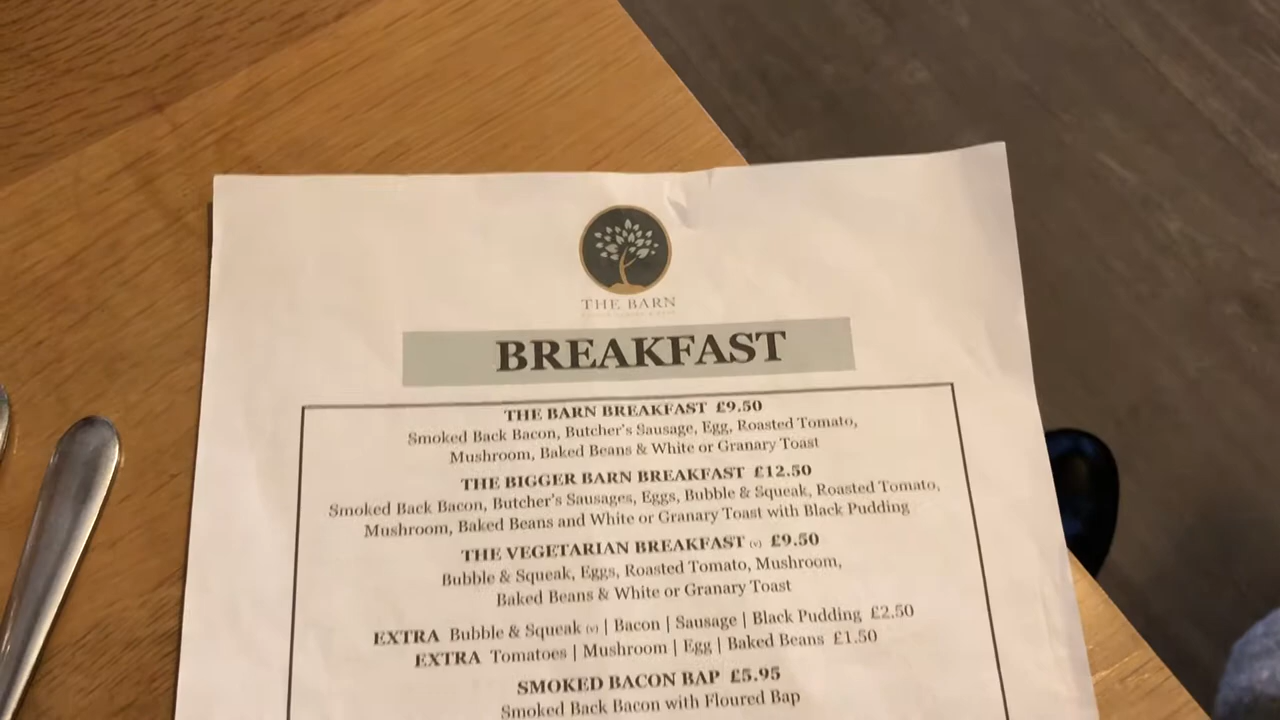 THE BARN
BREAKFAST
THE BARN BREAKFAST £9.50
Smoked Back Bacon, Butcher's Sausage, Egg, Roasted Tomato,
Mushroom, Baked Beans & White or Granary Toast
THE BIGGER BARN BREAKFAST £12.50
Smoked Back Bacon, Butcher's Sausages, Eggs, Bubble & Squeak, Roasted Tomato,
Mushroom, Baked Beans and White or Granary Toast with Black Pudding
THE VEGETARIAN BREAKFAST (v) £9.50
Bubble & Squeak, Eggs, Roasted Tomato, Mushroom,
Baked Beans & White or Granary Toast
EXTRA Bubble & Squeak (v) | Bacon | Sausage | Black Pudding £2.50
EXTRA Tomatoes | Mushroom | Egg | Baked Beans £1.50
SMOKED BACON BAP £5.95
Smoked Back Bacon with Floured Bap